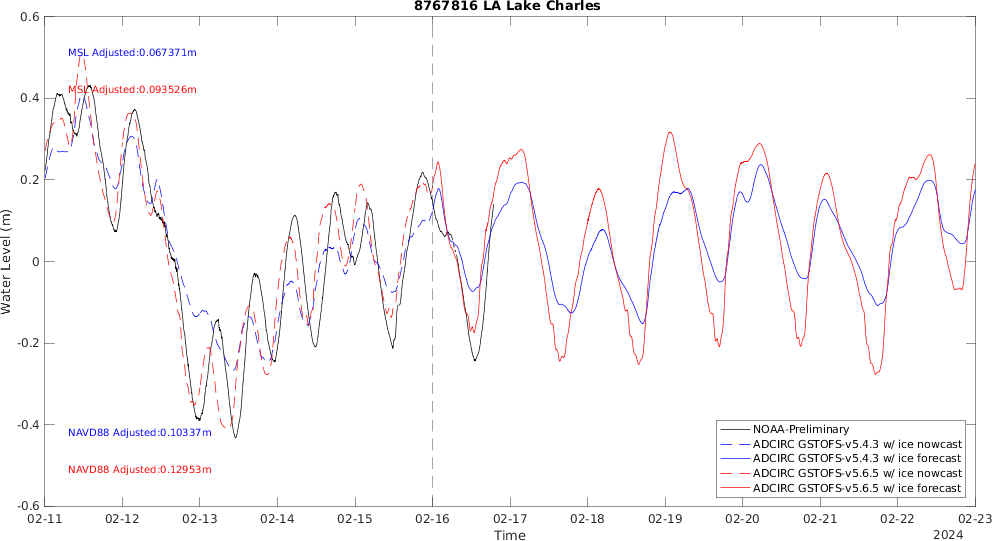 8767816 LA Lake Charles
Water Level (m)
0.6
0.4
0.2
0
-0.2
-0.4
-0.6
MSL Adjusted:0.067371m
MSL Adjusted:0.093526m
NAVD88 Adjusted:0.10337m
NAVD88 Adjusted:0.12953m
NOAA-Preliminary
ADCIRC GSTOFS-v5.4.3 w/ ice nowcast
ADCIRC GSTOFS-v5.4.3 w/ ice forecast
ADCIRC GSTOFS-v5.6.5 w/ ice nowcast
ADCIRC GSTOFS-v5.6.5 w/ ice forecast
02-11 02-12 02-13 02-14 02-15 02-16 02-17 02-18 02-19 02-20 02-21 02-22 02-23
Time
2024